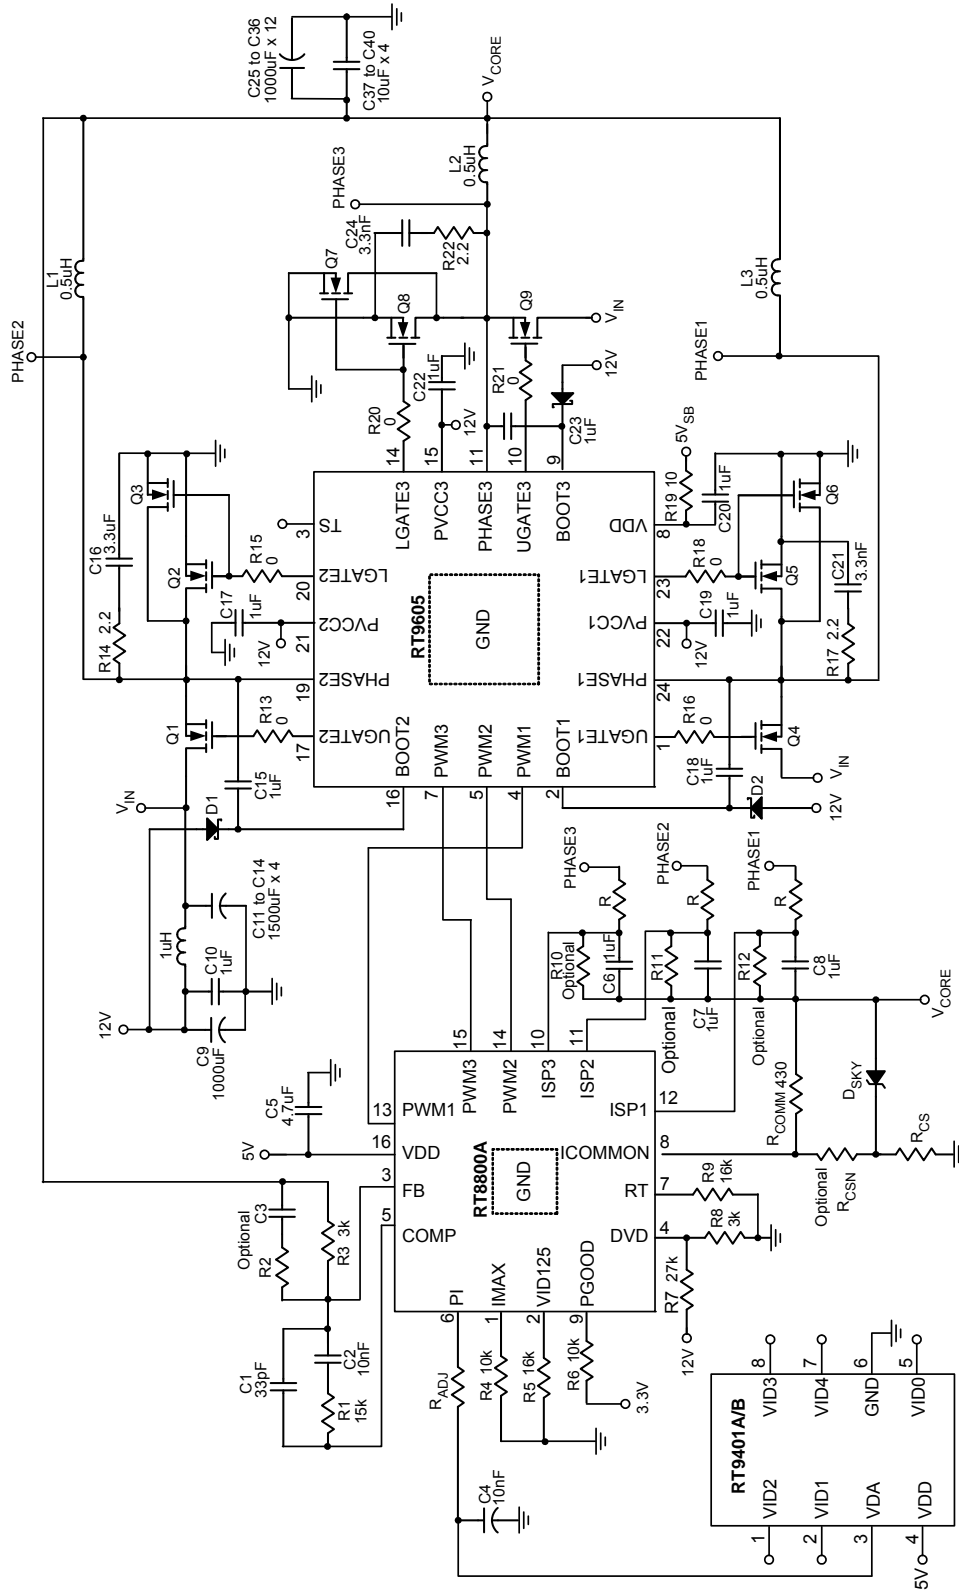 12V
C9
1000uF
C10
1uF
1uH
C11 to C14
1500uF x 4
VIN
D1
C15
1uF
Q1
R13
0
R14 2.2
C16
3.3uF
Q2
Q3
R15
0
C17
1uF
12V
PHASE2
L1
0.5uH
C25 to C36
1000uF x 12
C37 to C40
10uF x 4
VCORE
L2
0.5uH
PHASE3
C24
3.3nF
R22
2.2
Q7
Q8
Q9
VIN
R20
0
C22
1uF
12V
R21
0
C23
1uF
12V
L3
0.5uH
PHASE1
RT9605
GND
UGATE2
17
PHASE2
19
PVCC2
21
LGATE2
20
TS
3
LGATE3
14
PVCC3
15
PHASE3
11
UGATE3
10
BOOT3
9
VDD
8
LGATE1
23
PVCC1
22
PHASE1
24
UGATE1
1
BOOT2
16
PWM3
7
PWM2
5
PWM1
4
BOOT1
2
R19 10
5VSB
C20
1uF
R18
0
C19
1uF
12V
R16
0
C18
1uF
D2
12V
Q4
VIN
Q5
Q6
R17 2.2
C21
3.3nF
5V
C5
4.7uF
Optional
C3
R2
R3 3k
C1
33pF
C2
10nF
R1
15k
RT8800A
GND
PWM1
13
VDD
16
FB
3
COMP
5
PWM3
15
PWM2
14
ISP3
10
ISP2
11
ISP1
12
ICOMMON
8
RT
7
DVD
4
PI
6
IMAX
1
VID125
2
PGOOD
9
RADJ
R4 10k
R5 16k
R6 10k
3.3V
C4
10nF
R7 27k
12V
R8
3k
R9
16k
PHASE3
R
R10
Optional
C6
1uF
PHASE2
R
R11
Optional
C7
1uF
PHASE1
R
R12
Optional
C8
1uF
RCOMM 430
VCORE
DSKY
Optional
RCSN
RCS
RT9401A/B
VID2
1
VID1
2
VDA
3
VDD
4
5V
VID3
8
VID4
7
GND
6
VID0
5